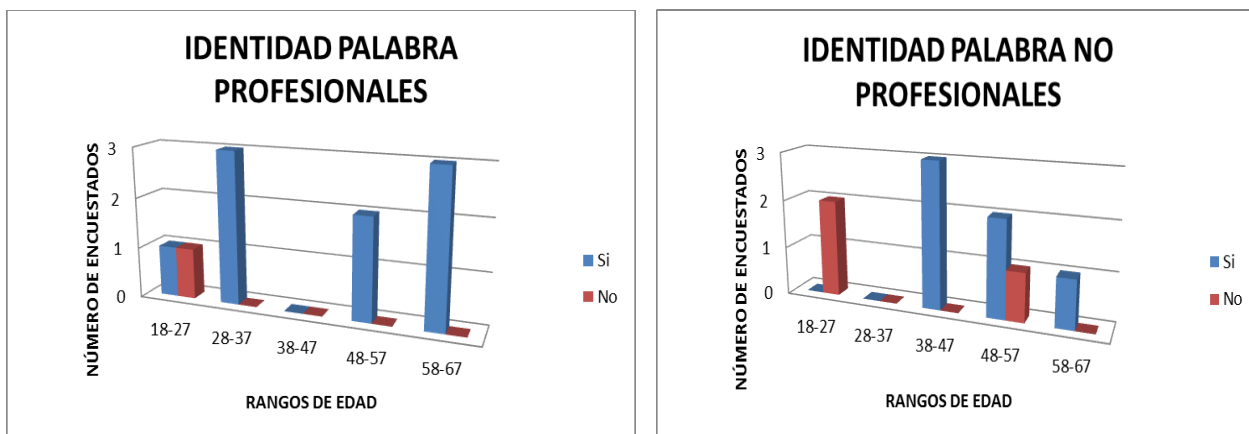 IDENTIDAD PALABRA
PROFESIONALES
NÚMERO DE ENCUESTADOS
3
2
1
0
18-27
28-37
38-47
48-57
58-67
RANGOS DE EDAD
Si
No
IDENTIDAD PALABRA NO
PROFESIONALES
NÚMERO DE ENCUESTADOS
3
2
1
0
18-27
28-37
38-47
48-57
58-67
RANGOS DE EDAD
Si
No